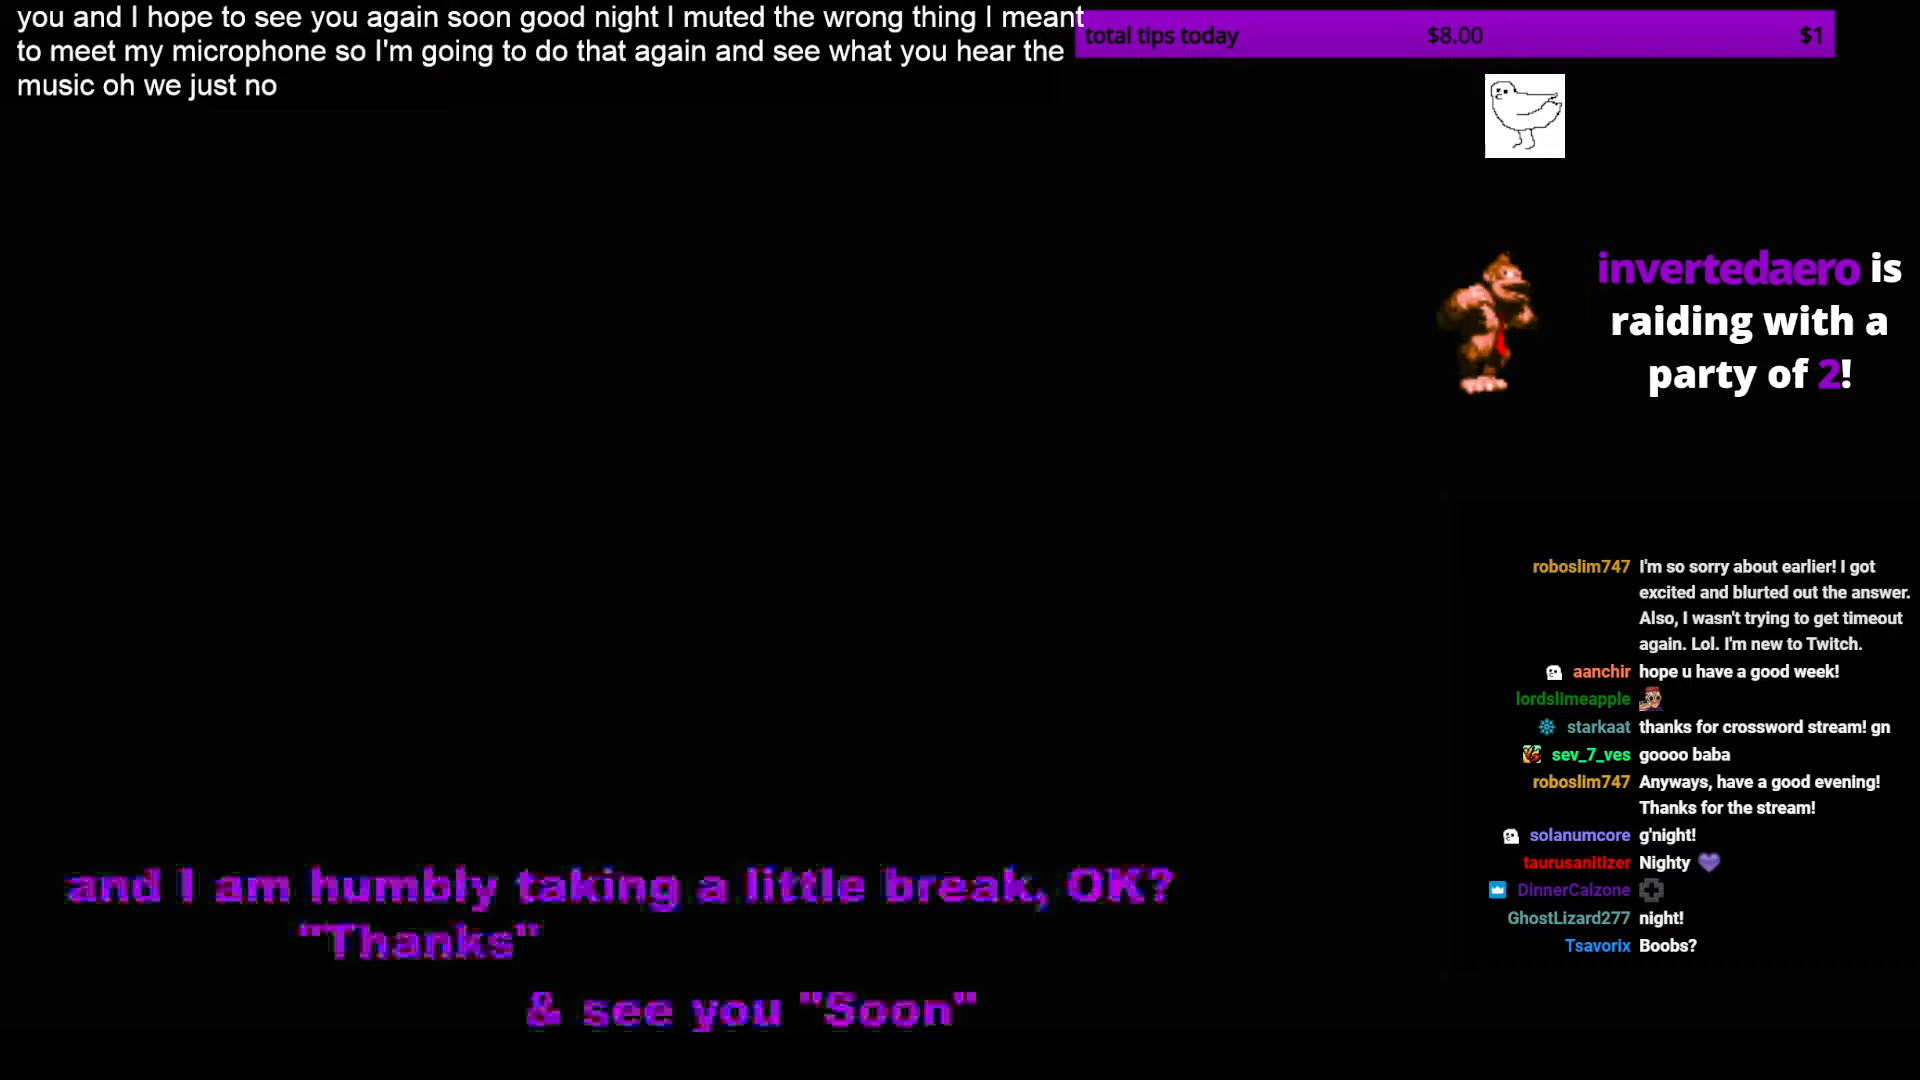 you and I hope to see you again soon good night I muted the wrong thing I meant
to meet my microphone so I'm going to do that again and see what you hear the
music oh we just no
total tips today $8.00 $1
invertedaero is
raiding with a
party of 2!
roboslim747 I'm so sorry about earlier! I got
excited and blurted out the answer.
Also, I wasn't trying to get timeout
again. Lol. I'm new to Twitch.
aanchir hope u have a good week!
lordslimeapple
starkaat thanks for crossword stream! gn
sev_7_ves goooo baba
roboslim747 Anyways, have a good evening!
Thanks for the stream!
solanumcore g'night!
taurusanitizer Nighty
DinnerCalzone
GhostLizard277 night!
Tsavorix Boobs?
and I am humbly taking a little break, OK?
"Thanks"
& see you "Soon"